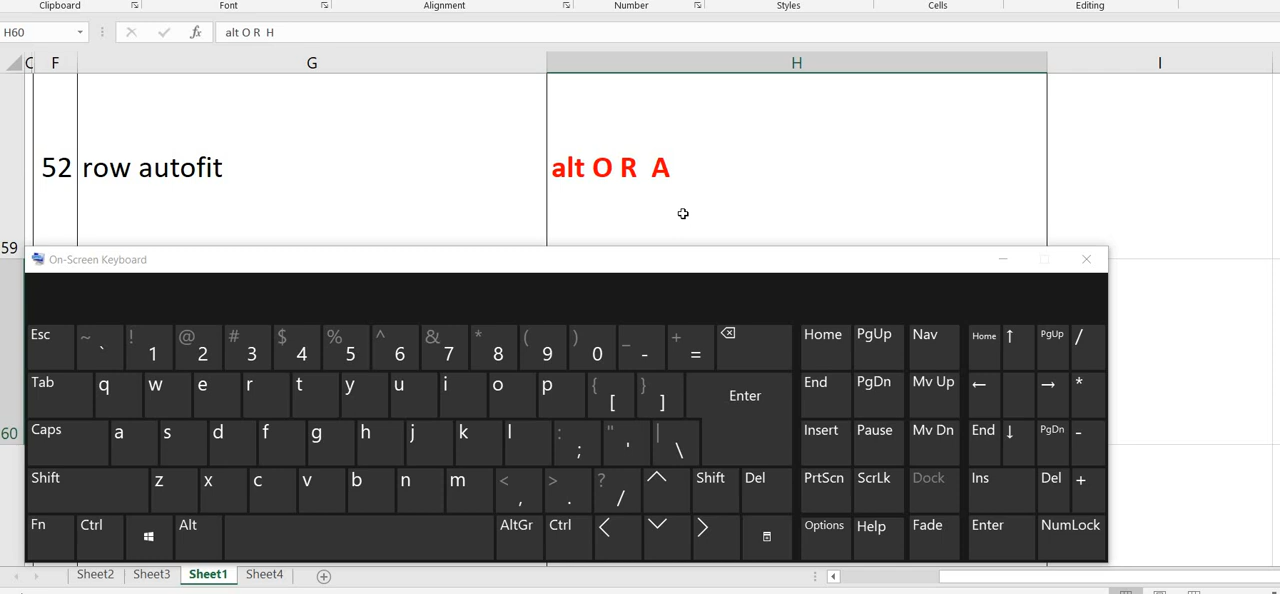 Clipboard Font Alignment Number Styles Cells Editing
H60 fx alt O R H
C F G H I
52 row autofit alt O R A
59
On-Screen Keyboard
Esc ~ ` ! 1 @ 2 # 3 $ 4 % 5 ^ 6 & 7 * 8 ( 9 ) 0 _ - + = Home PgUp Nav Home ↑ PgUp /
Tab q w e r t y u i o p { [ } ] Enter End PgDn Mv Up ← → *
60 Caps a s d f g h j k l : ; " ' | \ Insert Pause Mv Dn End ↓ PgDn -
Shift z x c v b n m < , > . ? / Shift Del PrtScn ScrLk Dock Ins Del +
Fn Ctrl Alt AltGr Ctrl Options Help Fade Enter NumLock
Sheet2 Sheet3 Sheet1 Sheet4